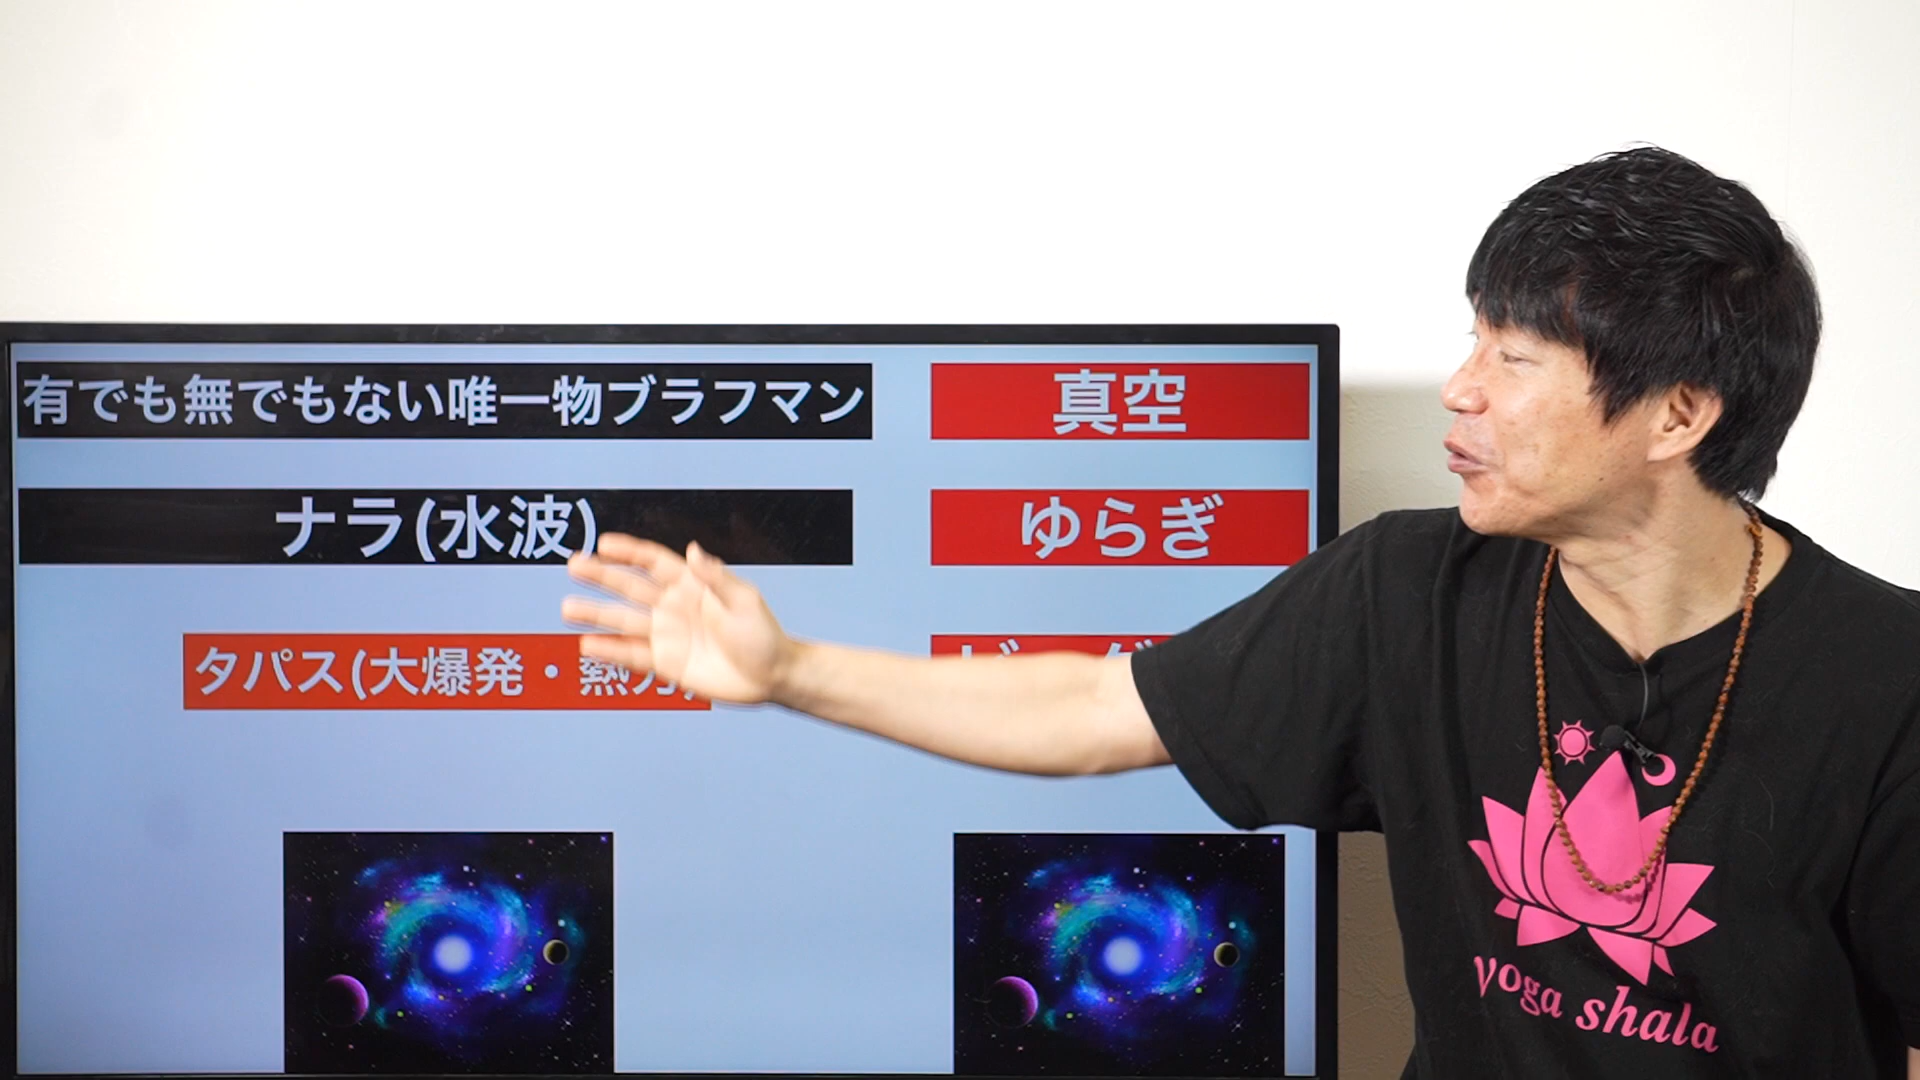 有でも無でもない唯一物ブラフマン
真空
ナラ(水波)
ゆらぎ
タパス(大爆発・熱
yoga shala